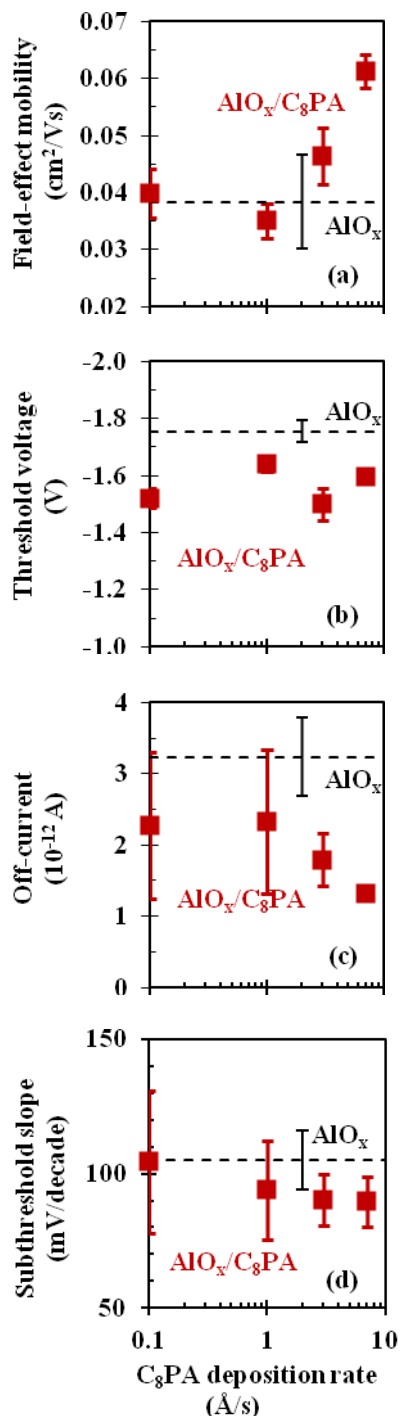 Field-effect mobility
(cm²/Vs)
0.07
0.06
0.05
0.04
0.03
0.02
AlOₓ/C₈PA
AlOₓ
(a)
Threshold voltage
(V)
-2.0
-1.8
-1.6
-1.4
-1.2
-1.0
AlOₓ
AlOₓ/C₈PA
(b)
Off-current
(10⁻¹² A)
4
3
2
1
0
AlOₓ
AlOₓ/C₈PA
(c)
Subthreshold slope
(mV/decade)
150
100
50
AlOₓ
AlOₓ/C₈PA
(d)
0.1 1 10
C₈PA deposition rate
(Å/s)